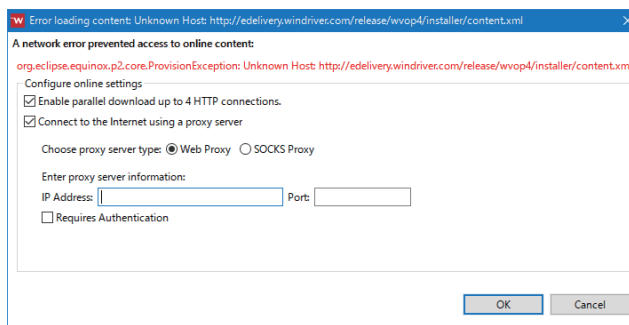 Error loading content: Unknown Host: http://edelivery.windriver.com/release/wvop4/installer/content.xml
A network error prevented access to online content:
org.eclipse.equinox.p2.core.ProvisionException: Unknown Host: http://edelivery.windriver.com/release/wvop4/installer/content.xm
Configure online settings
Enable parallel download up to 4 HTTP connections.
Connect to the Internet using a proxy server
Choose proxy server type: Web Proxy SOCKS Proxy
Enter proxy server information:
IP Address: Port:
Requires Authentication
OK Cancel